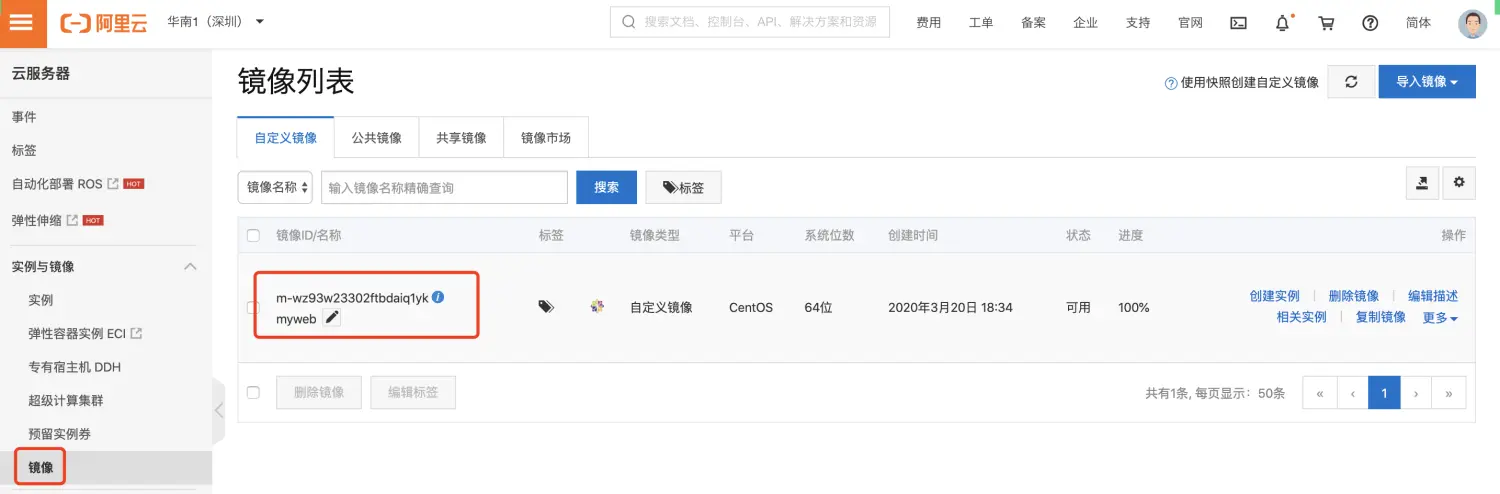 阿里云 华南1（深圳） 搜索文档、控制台、API、解决方案和资源 费用 工单 备案 企业 支持 官网 简体
云服务器
事件
标签
自动化部署 ROS HOT
弹性伸缩 HOT
实例与镜像
实例
弹性容器实例 ECI
专有宿主机 DDH
超级计算集群
预留实例券
镜像
镜像列表
使用快照创建自定义镜像 导入镜像
自定义镜像 公共镜像 共享镜像 镜像市场
镜像名称 输入镜像名称精确查询 搜索 标签
镜像ID/名称 标签 镜像类型 平台 系统位数 创建时间 状态 进度 操作
m-wz93w23302ftbdaiq1yk
myweb
自定义镜像 CentOS 64位 2020年3月20日 18:34 可用 100%
创建实例 删除镜像 编辑描述
相关实例 复制镜像 更多
删除镜像 编辑标签 共有1条, 每页显示：50条 « ‹ 1 › »